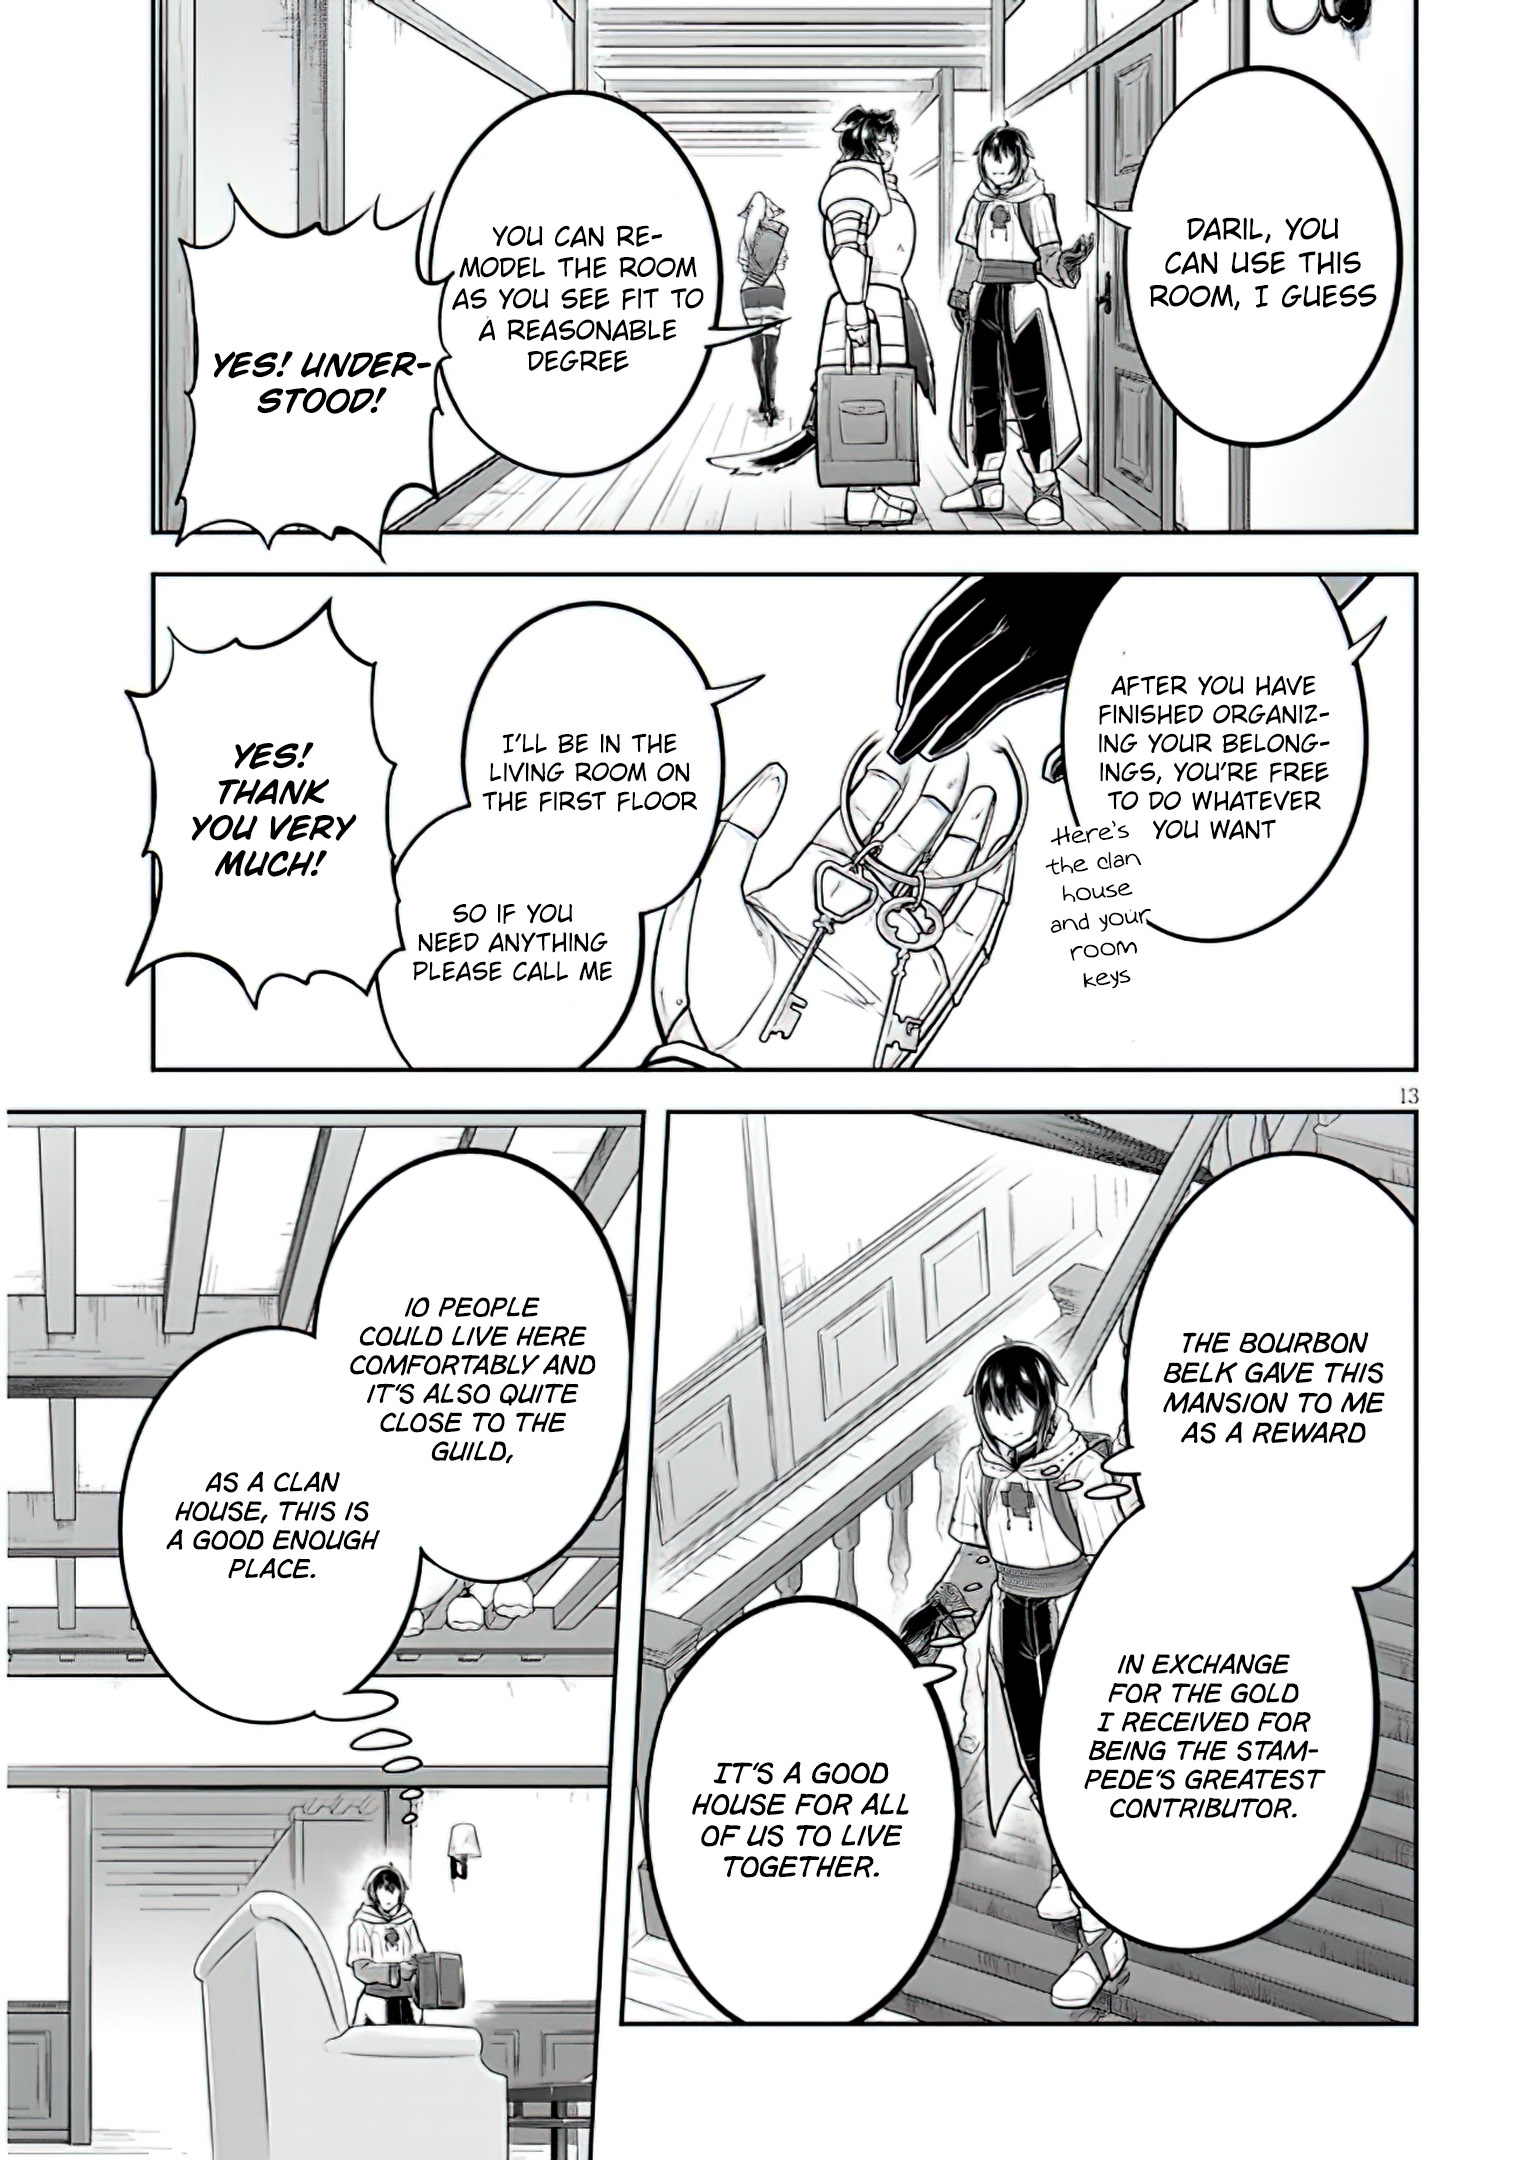 DARIL, YOU
CAN USE THIS
ROOM, I GUESS
YOU CAN RE-
MODEL THE ROOM
AS YOU SEE FIT TO
A REASONABLE
DEGREE
YES! UNDER-
STOOD!
AFTER YOU HAVE
FINISHED ORGANIZ-
ING YOUR BELONG-
INGS, YOU'RE FREE
TO DO WHATEVER
YOU WANT
Here's
the clan
house
and your
room
keys
I'LL BE IN THE
LIVING ROOM ON
THE FIRST FLOOR
SO IF YOU
NEED ANYTHING
PLEASE CALL ME
YES!
THANK
YOU VERY
MUCH!
13
THE BOURBON
BELK GAVE THIS
MANSION TO ME
AS A REWARD
IN EXCHANGE
FOR THE GOLD
I RECEIVED FOR
BEING THE STAM-
PEDE'S GREATEST
CONTRIBUTOR.
IT'S A GOOD
HOUSE FOR ALL
OF US TO LIVE
TOGETHER.
10 PEOPLE
COULD LIVE HERE
COMFORTABLY AND
IT'S ALSO QUITE
CLOSE TO THE
GUILD,
AS A CLAN
HOUSE, THIS IS
A GOOD ENOUGH
PLACE.